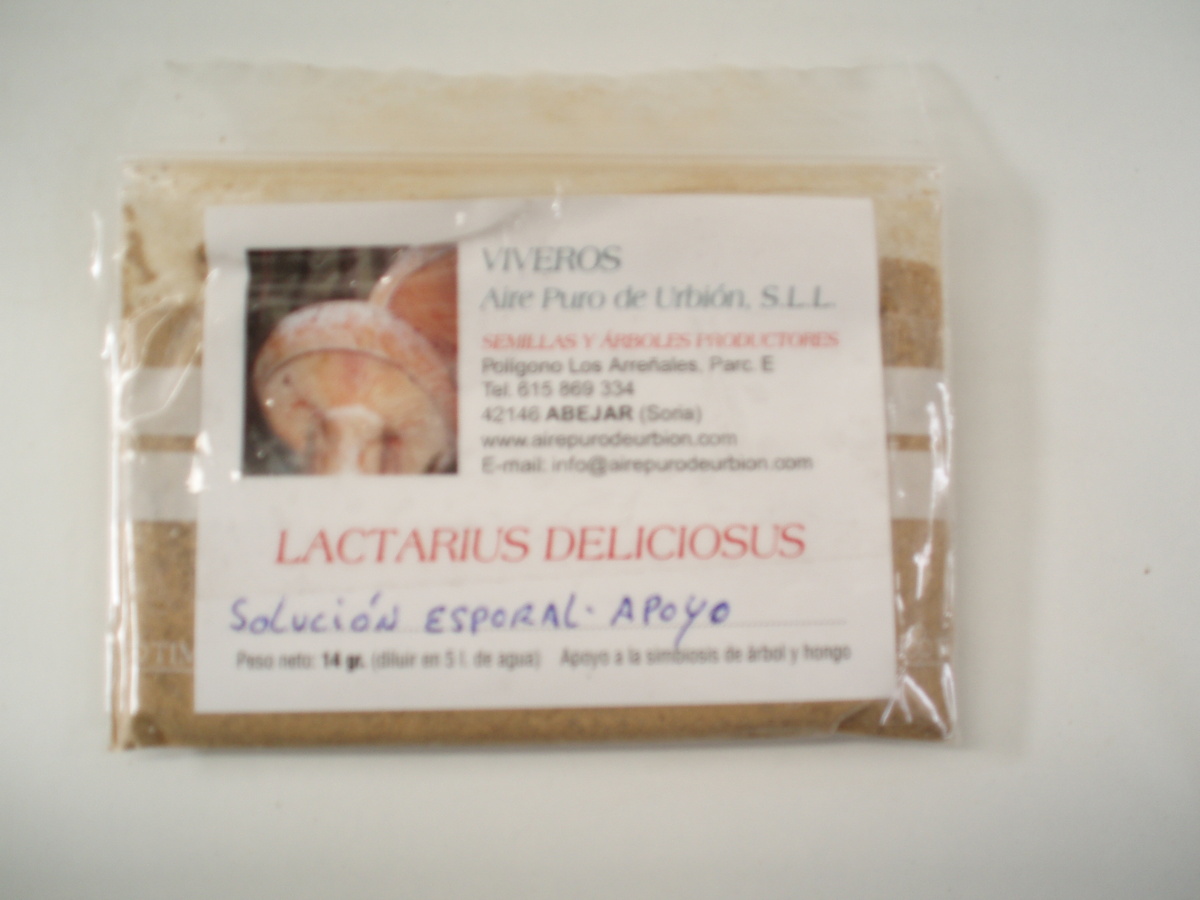 VIVEROS
Aire Puro de Urbión, S.L.L.
SEMILLAS Y ÁRBOLES PRODUCTORES
Polígono Los Arreñales, Parc. E
Tel. 615 869 334
42146 ABEJAR (Soria)
www.airepurodeurbion.com
E-mail: info@airepurodeurbion.com
LACTARIUS DELICIOSUS
SOLUCIÓN ESPORAL. APOYO
Peso neto: 14 gr. (diluir en 5 l. de agua) Apoyo a la simbiosis de árbol y hongo